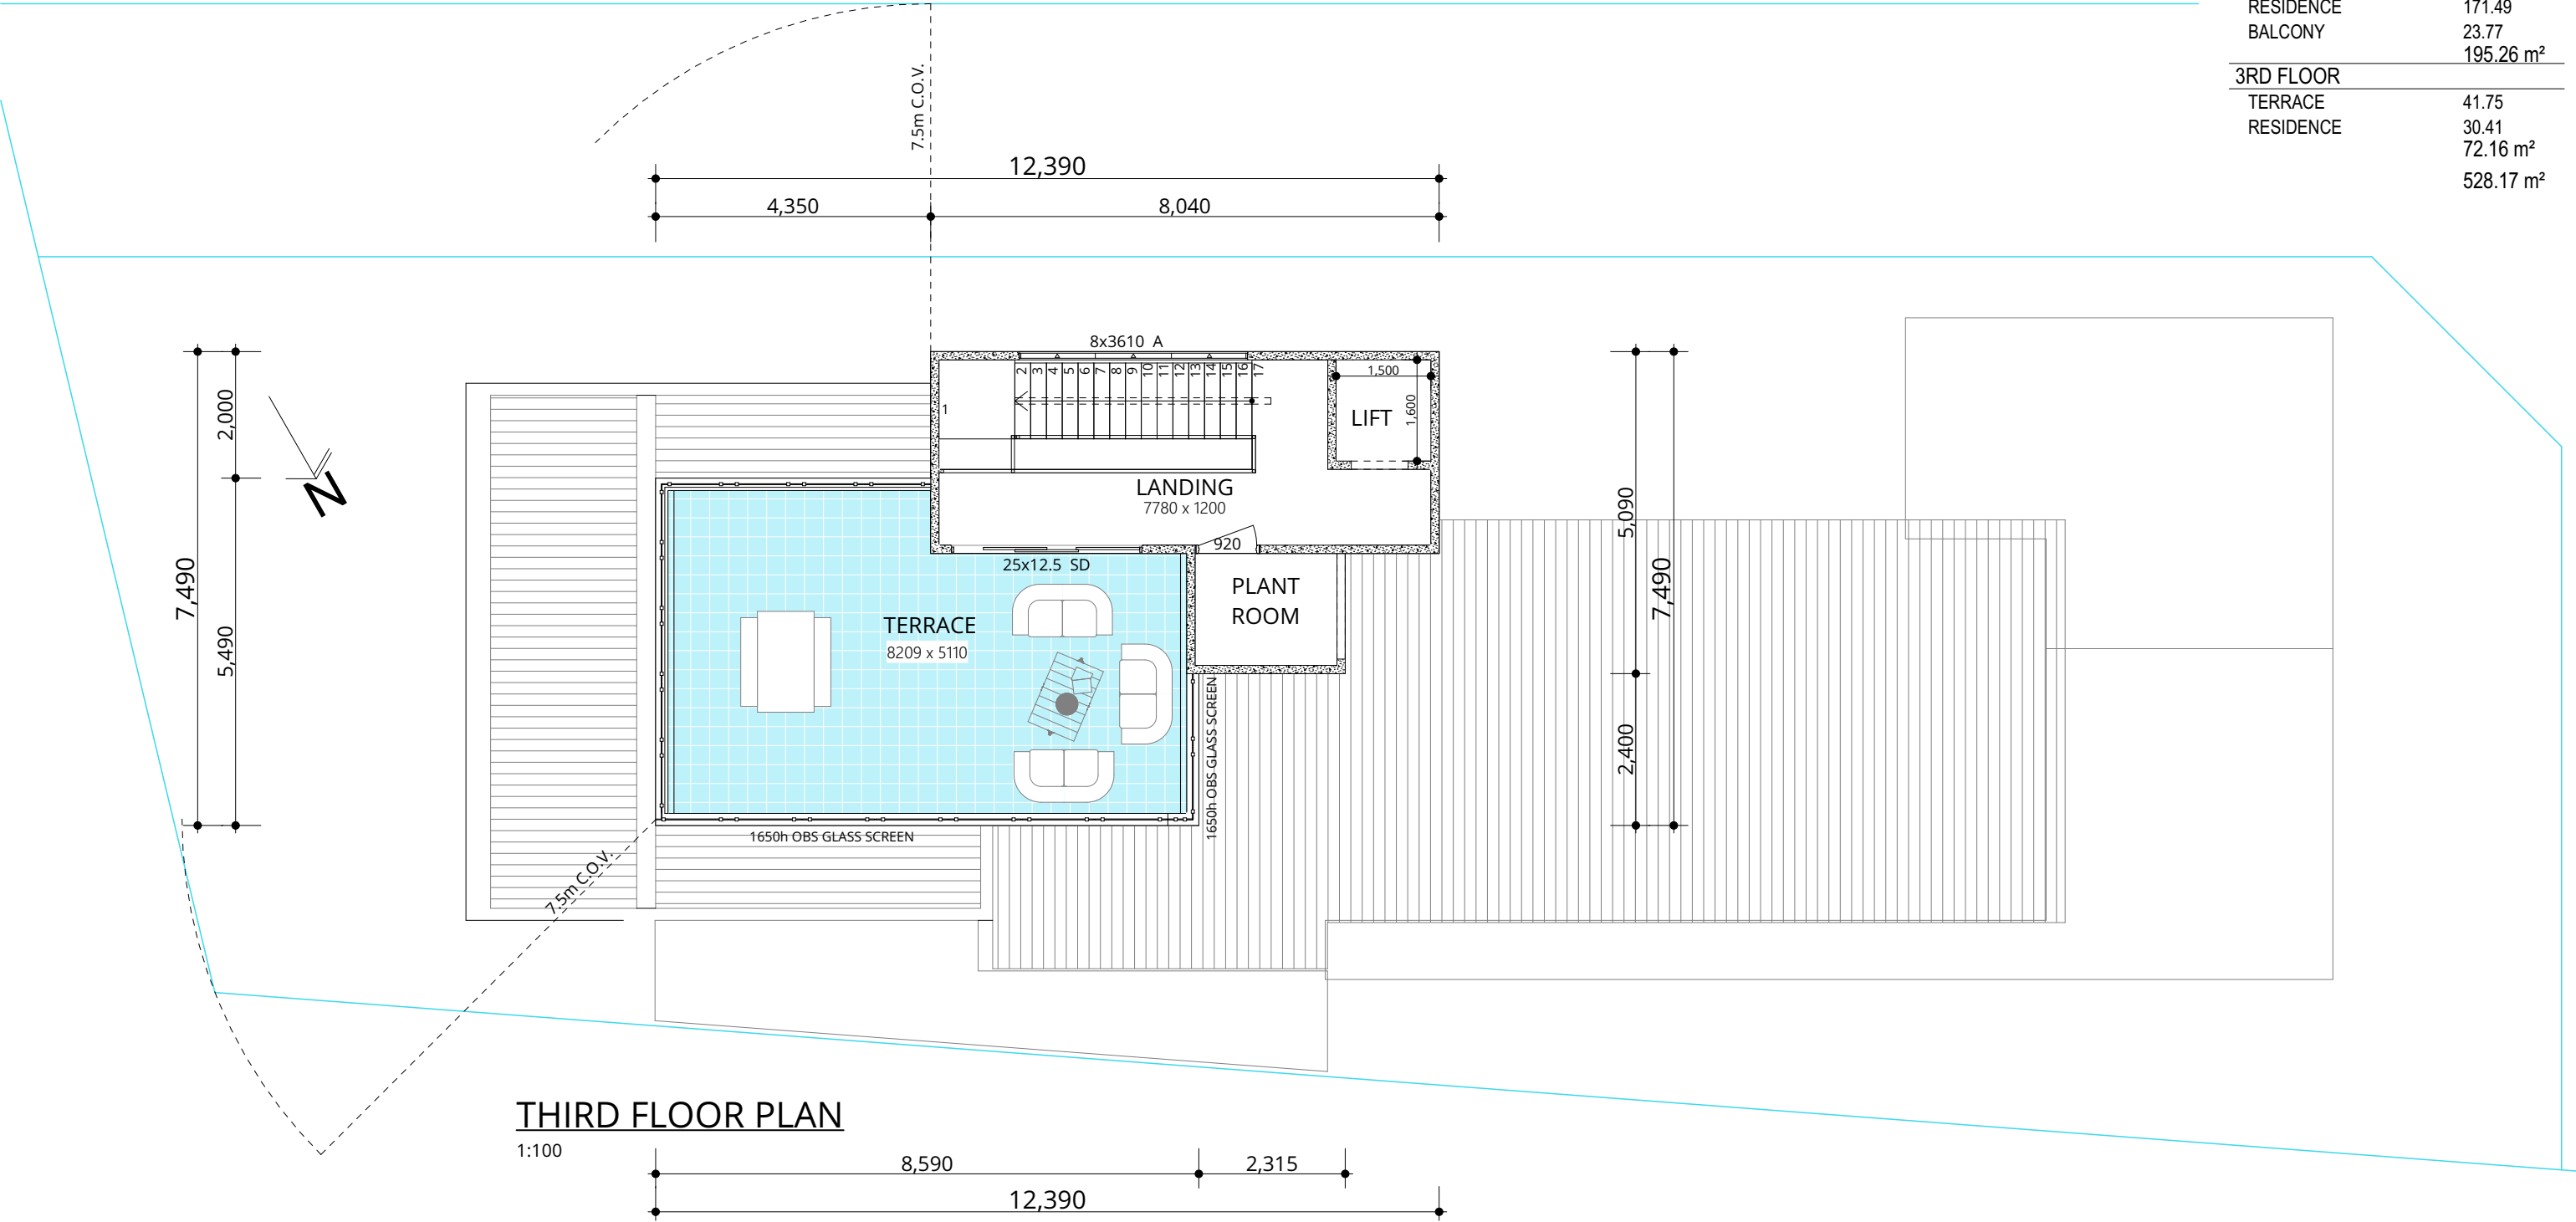 RESIDENCE 171.49
BALCONY 23.77
195.26 m²
3RD FLOOR
TERRACE 41.75
RESIDENCE 30.41
72.16 m²
528.17 m²
7.5m C.O.V.
12,390
4,350 8,040
8x3610 A
2 3 4 5 6 7 8 9 10 11 12 13 14 15 16 17
1
1,500
1,600
LIFT
LANDING
7780 x 1200
920
25x12.5 SD
PLANT
ROOM
TERRACE
8209 x 5110
2,000
7,490
5,490
N
5,090
7,490
2,400
1650h OBS GLASS SCREEN
1650h OBS GLASS SCREEN
7.5m C.O.V.
THIRD FLOOR PLAN
1:100
8,590 2,315
12,390